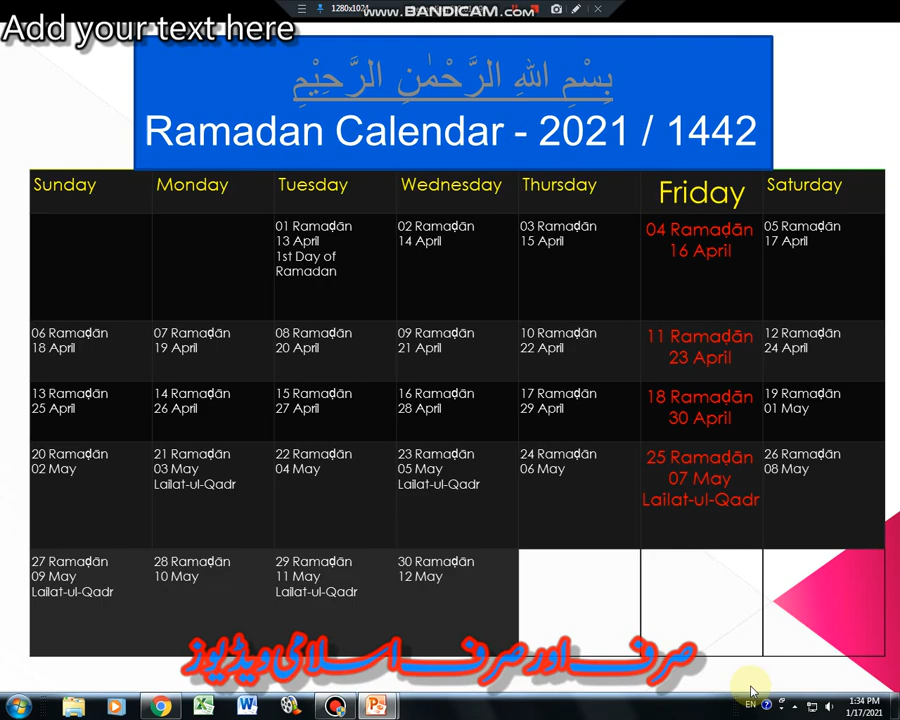 1280x1024
www.BANDICAM.com
Add your text here
بِسْمِ اللهِ الرَّحْمٰنِ الرَّحِيْمِ
Ramadan Calendar - 2021 / 1442
Sunday Monday Tuesday Wednesday Thursday Friday Saturday
01 Ramaḍān 02 Ramaḍān 03 Ramaḍān 04 Ramaḍān 05 Ramaḍān
13 April 14 April 15 April 16 April 17 April
1st Day of
Ramadan
06 Ramaḍān 07 Ramaḍān 08 Ramaḍān 09 Ramaḍān 10 Ramaḍān 11 Ramaḍān 12 Ramaḍān
18 April 19 April 20 April 21 April 22 April 23 April 24 April
13 Ramaḍān 14 Ramaḍān 15 Ramaḍān 16 Ramaḍān 17 Ramaḍān 18 Ramaḍān 19 Ramaḍān
25 April 26 April 27 April 28 April 29 April 30 April 01 May
20 Ramaḍān 21 Ramaḍān 22 Ramaḍān 23 Ramaḍān 24 Ramaḍān 25 Ramaḍān 26 Ramaḍān
02 May 03 May 04 May 05 May 06 May 07 May 08 May
Lailat-ul-Qadr Lailat-ul-Qadr Lailat-ul-Qadr
27 Ramaḍān 28 Ramaḍān 29 Ramaḍān 30 Ramaḍān
09 May 10 May 11 May 12 May
Lailat-ul-Qadr Lailat-ul-Qadr
صرف اور صرف اسلامی ویڈیوز
EN 1:34 PM
1/17/2021